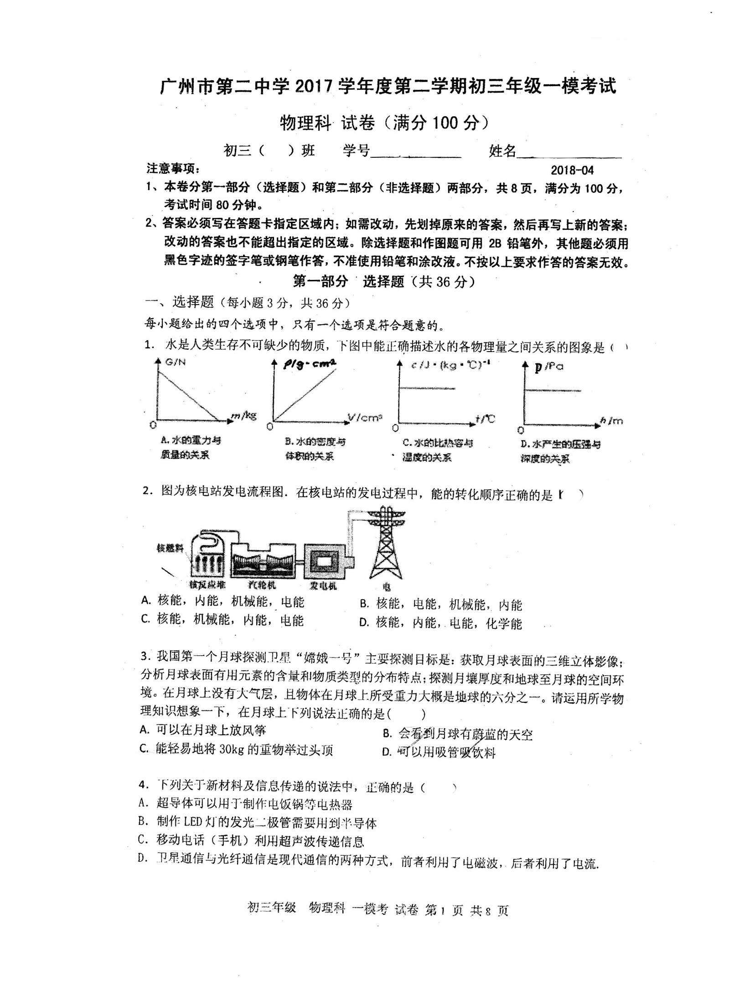 广州市第二中学 2017 学年度第二学期初三年级一模考试
物理科 试卷（满分 100 分）
初三（ ）班 学号__________ 姓名__________
注意事项： 2018-04
1、本卷分第一部分（选择题）和第二部分（非选择题）两部分，共 8 页，满分为 100 分，
考试时间 80 分钟。
2、答案必须写在答题卡指定区域内；如需改动，先划掉原来的答案，然后再写上新的答案；
改动的答案也不能超出指定的区域。除选择题和作图题可用 2B 铅笔外，其他题必须用
黑色字迹的签字笔或钢笔作答，不准使用铅笔和涂改液。不按以上要求作答的答案无效。
第一部分 选择题（共 36 分）
一、选择题（每小题 3 分，共 36 分）
每小题给出的四个选项中，只有一个选项是符合题意的。
1. 水是人类生存不可缺少的物质，下图中能正确描述水的各物理量之间关系的图象是（ ）
G/N ρ/g·cm² c/J·(kg·℃)⁻¹ p/Pa
m/kg V/cm³ t/℃ h/m
O O O O
A.水的重力与 B.水的密度与 C.水的比热容与 D.水产生的压强与
质量的关系 体积的关系 温度的关系 深度的关系
2. 图为核电站发电流程图．在核电站的发电过程中，能的转化顺序正确的是（ ）
核燃料
核反应堆 汽轮机 发电机 电
A. 核能，内能，机械能，电能 B. 核能，电能，机械能，内能
C. 核能，机械能，内能，电能 D. 核能，内能，电能，化学能
3. 我国第一个月球探测卫星“嫦娥一号”主要探测目标是：获取月球表面的三维立体影像；
分析月球表面有用元素的含量和物质类型的分布特点；探测月壤厚度和地球至月球的空间环
境。在月球上没有大气层，且物体在月球上所受重力大概是地球的六分之一。请运用所学物
理知识想象一下，在月球上下列说法正确的是( )
A. 可以在月球上放风筝 B. 会看到月球有蔚蓝的天空
C. 能轻易地将 30kg 的重物举过头顶 D. 可以用吸管吸饮料
4. 下列关于新材料及信息传递的说法中，正确的是（ ）
A. 超导体可以用于制作电饭锅等电热器
B. 制作 LED 灯的发光二极管需要用到半导体
C. 移动电话（手机）利用超声波传递信息
D. 卫星通信与光纤通信是现代通信的两种方式，前者利用了电磁波，后者利用了电流.
初三年级 物理科 一模考 试卷 第 1 页 共 8 页